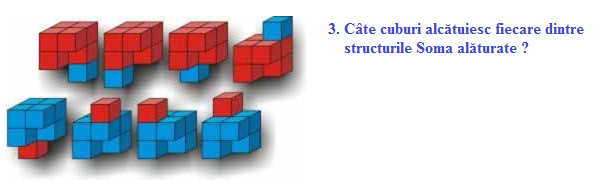 3. Câte cuburi alcătuiesc fiecare dintre
structurile Soma alăturate ?